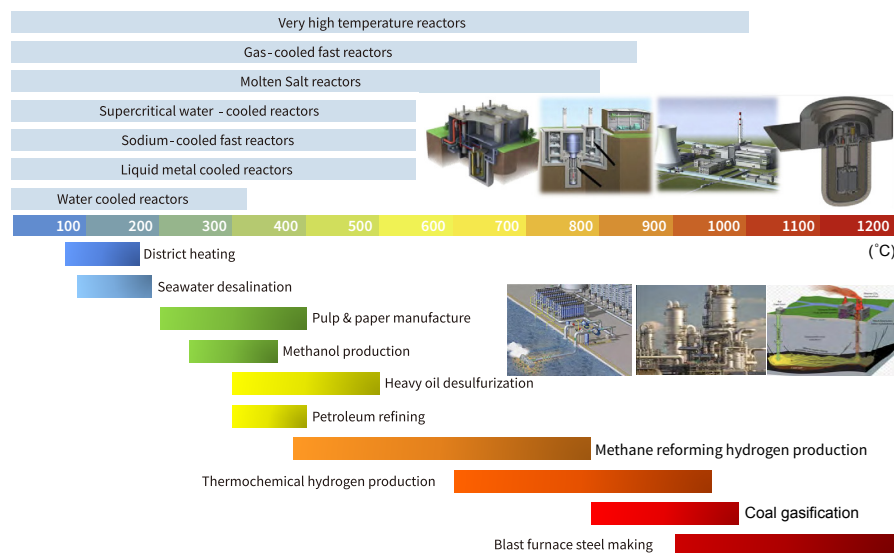 Very high temperature reactors
Gas-cooled fast reactors
Molten Salt reactors
Supercritical water -cooled reactors
Sodium-cooled fast reactors
Liquid metal cooled reactors
Water cooled reactors
100 200 300 400 500 600 700 800 900 1000 1100 1200
(°C)
District heating
Seawater desalination
Pulp & paper manufacture
Methanol production
Heavy oil desulfurization
Petroleum refining
Methane reforming hydrogen production
Thermochemical hydrogen production
Coal gasification
Blast furnace steel making